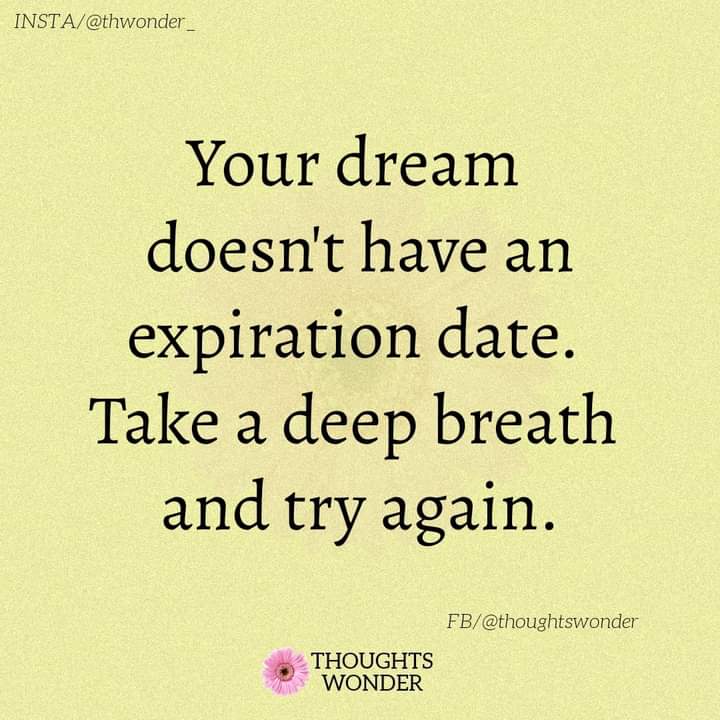 INSTA/@thwonder_
Your dream
doesn't have an
expiration date.
Take a deep breath
and try again.
FB/@thoughtswonder
THOUGHTS
WONDER